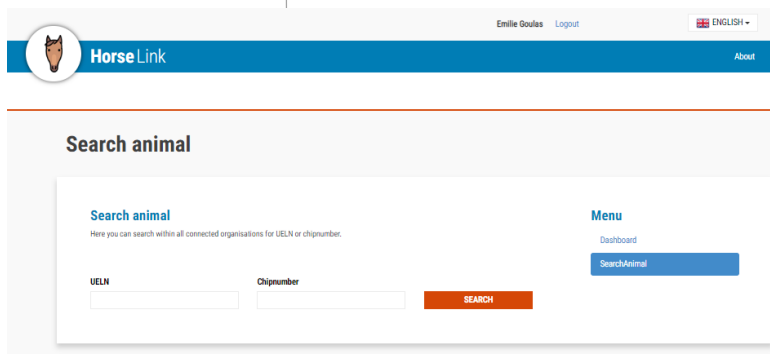 Emilie Goulas Logout ENGLISH
HorseLink
About
Search animal
Search animal
Here you can search within all connected organisations for UELN or chipnumber.
UELN
Chipnumber
SEARCH
Menu
Dashboard
SearchAnimal